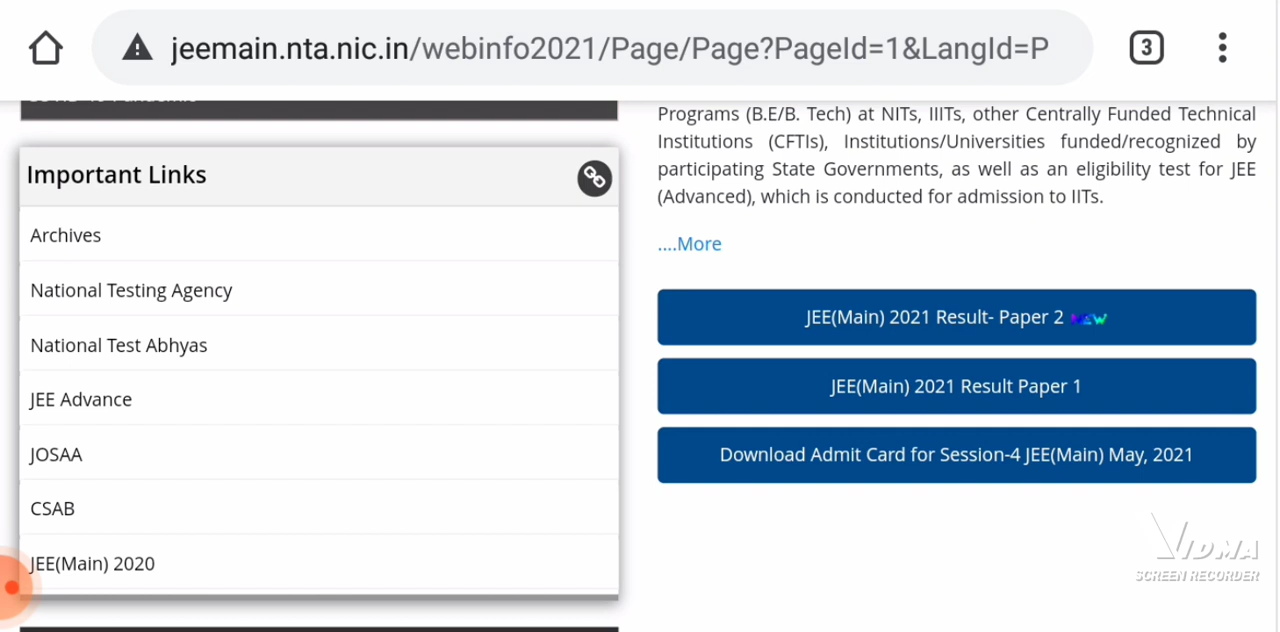 jeemain.nta.nic.in/webinfo2021/Page/Page?PageId=1&LangId=P
3
Important Links
Archives
National Testing Agency
National Test Abhyas
JEE Advance
JOSAA
CSAB
JEE(Main) 2020
Programs (B.E/B. Tech) at NITs, IIITs, other Centrally Funded Technical
Institutions (CFTIs), Institutions/Universities funded/recognized by
participating State Governments, as well as an eligibility test for JEE
(Advanced), which is conducted for admission to IITs.
....More
JEE(Main) 2021 Result- Paper 2 NEW
JEE(Main) 2021 Result Paper 1
Download Admit Card for Session-4 JEE(Main) May, 2021
VIDMA
SCREEN RECORDER